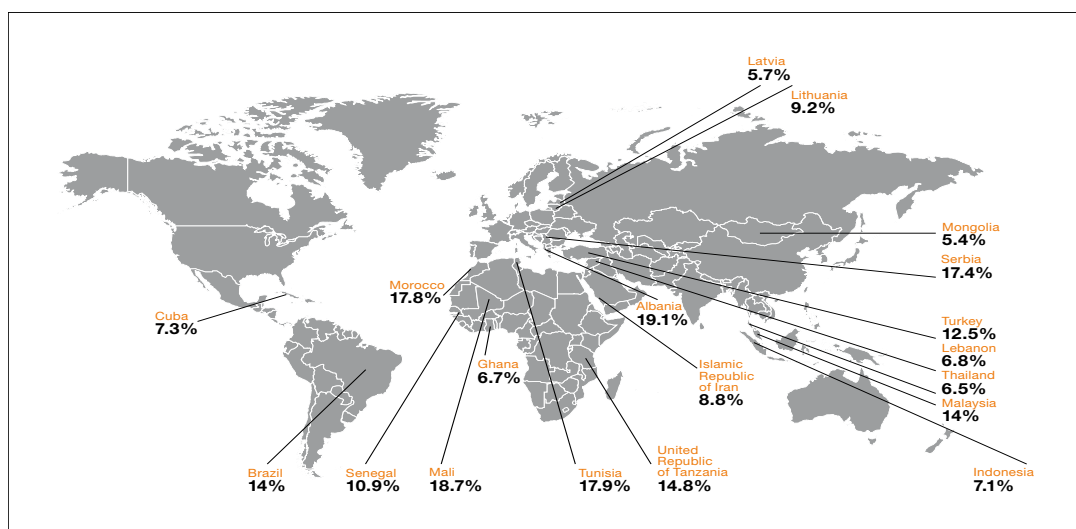 Latvia
5.7%
Lithuania
9.2%
Mongolia
5.4%
Serbia
17.4%
Morocco
17.8%
Albania
19.1%
Cuba
7.3%
Turkey
12.5%
Lebanon
6.8%
Thailand
6.5%
Malaysia
14%
Ghana
6.7%
Islamic
Republic
of Iran
8.8%
Brazil
14%
Senegal
10.9%
Mali
18.7%
Tunisia
17.9%
United
Republic
of Tanzania
14.8%
Indonesia
7.1%